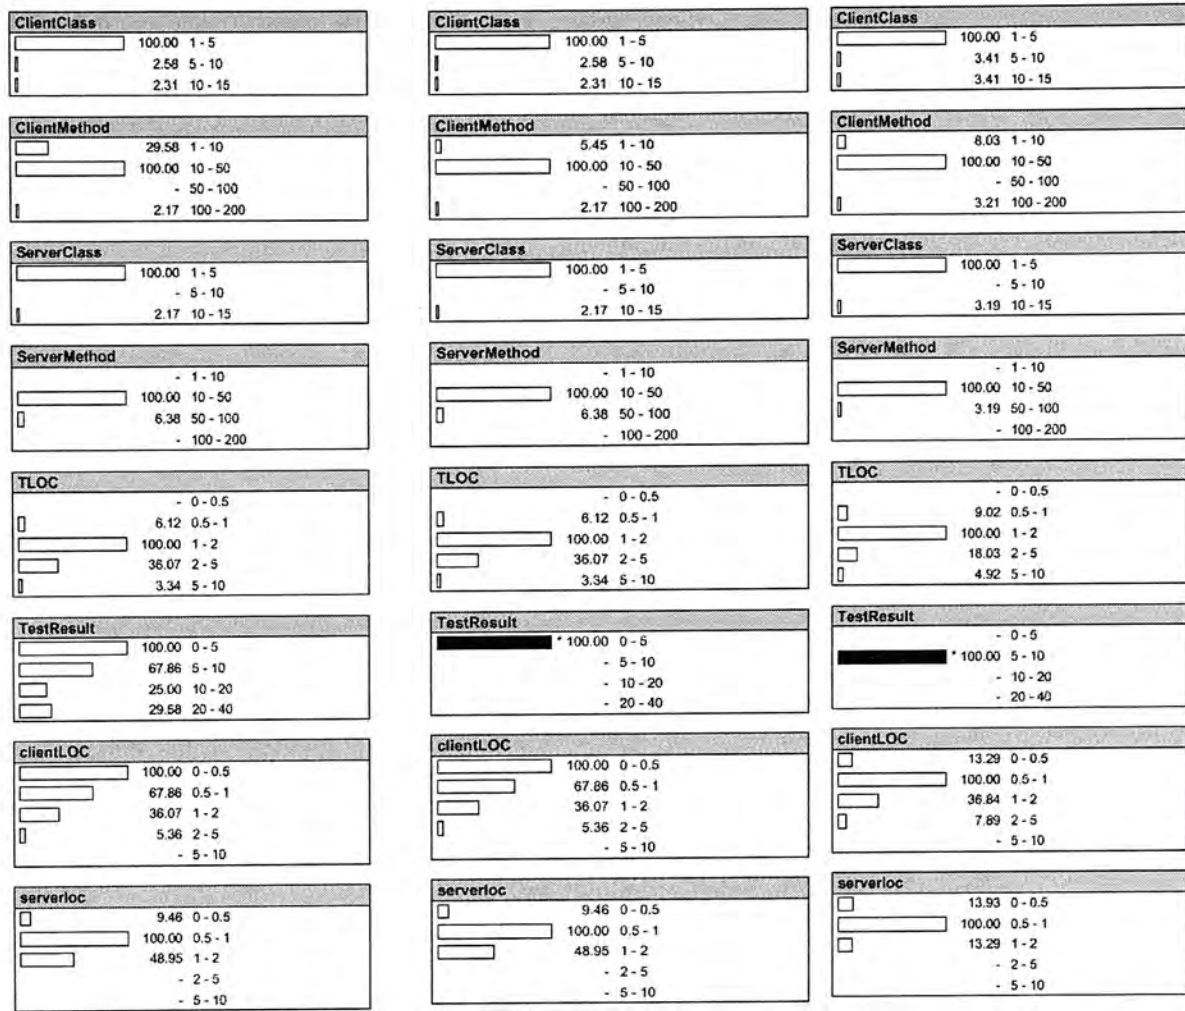 ClientClass
100.00 1 - 5
2.58 5 - 10
2.31 10 - 15
ClientMethod
29.58 1 - 10
100.00 10 - 50
- 50 - 100
2.17 100 - 200
ServerClass
100.00 1 - 5
- 5 - 10
2.17 10 - 15
ServerMethod
- 1 - 10
100.00 10 - 50
6.38 50 - 100
- 100 - 200
TLOC
- 0 - 0.5
6.12 0.5 - 1
100.00 1 - 2
36.07 2 - 5
3.34 5 - 10
TestResult
100.00 0 - 5
67.86 5 - 10
25.00 10 - 20
29.58 20 - 40
clientLOC
100.00 0 - 0.5
67.86 0.5 - 1
36.07 1 - 2
5.36 2 - 5
- 5 - 10
serverloc
9.46 0 - 0.5
100.00 0.5 - 1
48.95 1 - 2
- 2 - 5
- 5 - 10
ClientClass
100.00 1 - 5
2.58 5 - 10
2.31 10 - 15
ClientMethod
5.45 1 - 10
100.00 10 - 50
- 50 - 100
2.17 100 - 200
ServerClass
100.00 1 - 5
- 5 - 10
2.17 10 - 15
ServerMethod
- 1 - 10
100.00 10 - 50
6.38 50 - 100
- 100 - 200
TLOC
- 0 - 0.5
6.12 0.5 - 1
100.00 1 - 2
36.07 2 - 5
3.34 5 - 10
TestResult
* 100.00 0 - 5
- 5 - 10
- 10 - 20
- 20 - 40
clientLOC
100.00 0 - 0.5
67.86 0.5 - 1
36.07 1 - 2
5.36 2 - 5
- 5 - 10
serverloc
9.46 0 - 0.5
100.00 0.5 - 1
48.95 1 - 2
- 2 - 5
- 5 - 10
ClientClass
100.00 1 - 5
3.41 5 - 10
3.41 10 - 15
ClientMethod
8.03 1 - 10
100.00 10 - 50
- 50 - 100
3.21 100 - 200
ServerClass
100.00 1 - 5
- 5 - 10
3.19 10 - 15
ServerMethod
- 1 - 10
100.00 10 - 50
3.19 50 - 100
- 100 - 200
TLOC
- 0 - 0.5
9.02 0.5 - 1
100.00 1 - 2
18.03 2 - 5
4.92 5 - 10
TestResult
- 0 - 5
* 100.00 5 - 10
- 10 - 20
- 20 - 40
clientLOC
13.29 0 - 0.5
100.00 0.5 - 1
36.84 1 - 2
7.89 2 - 5
- 5 - 10
serverloc
13.93 0 - 0.5
100.00 0.5 - 1
13.29 1 - 2
- 2 - 5
- 5 - 10